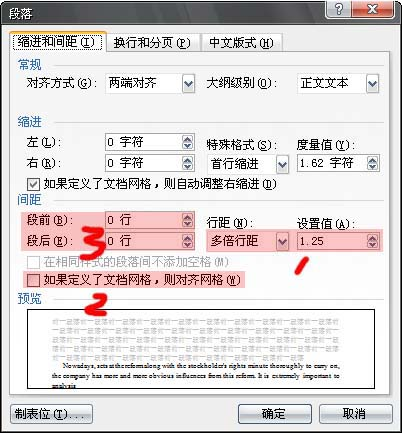 段落
缩进和间距(I) 换行和分页(P) 中文版式(H)
常规
对齐方式(G): 两端对齐 大纲级别(O): 正文文本
缩进
左(L): 0 字符 特殊格式(S): 度量值(Y):
右(R): 0 字符 首行缩进 1.62 字符
如果定义了文档网格，则自动调整右缩进(D)
间距
段前(B): 0 行 行距(N): 设置值(A):
段后(E): 0 行 多倍行距 1.25
3
在相同样式的段落间不添加空格(M)
1
如果定义了文档网格，则对齐网格(W)
2
预览
Nowadays, sets at the reform along with the stockholder's rights minute thoroughly to carry on,
the company has more and more obvious influences from this reform. It is extremely important to
analysis
制表位(T)... 确定 取消